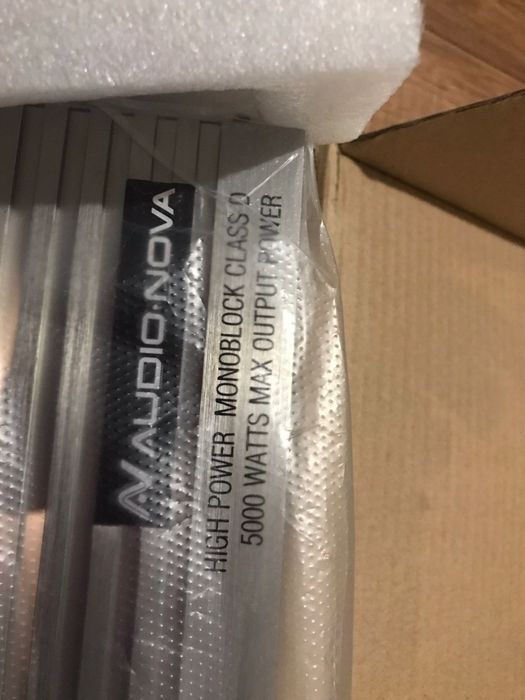 AUDIO·NOVA
HIGH POWER MONOBLOCK CLASS D
5000 WATTS MAX OUTPUT POWER